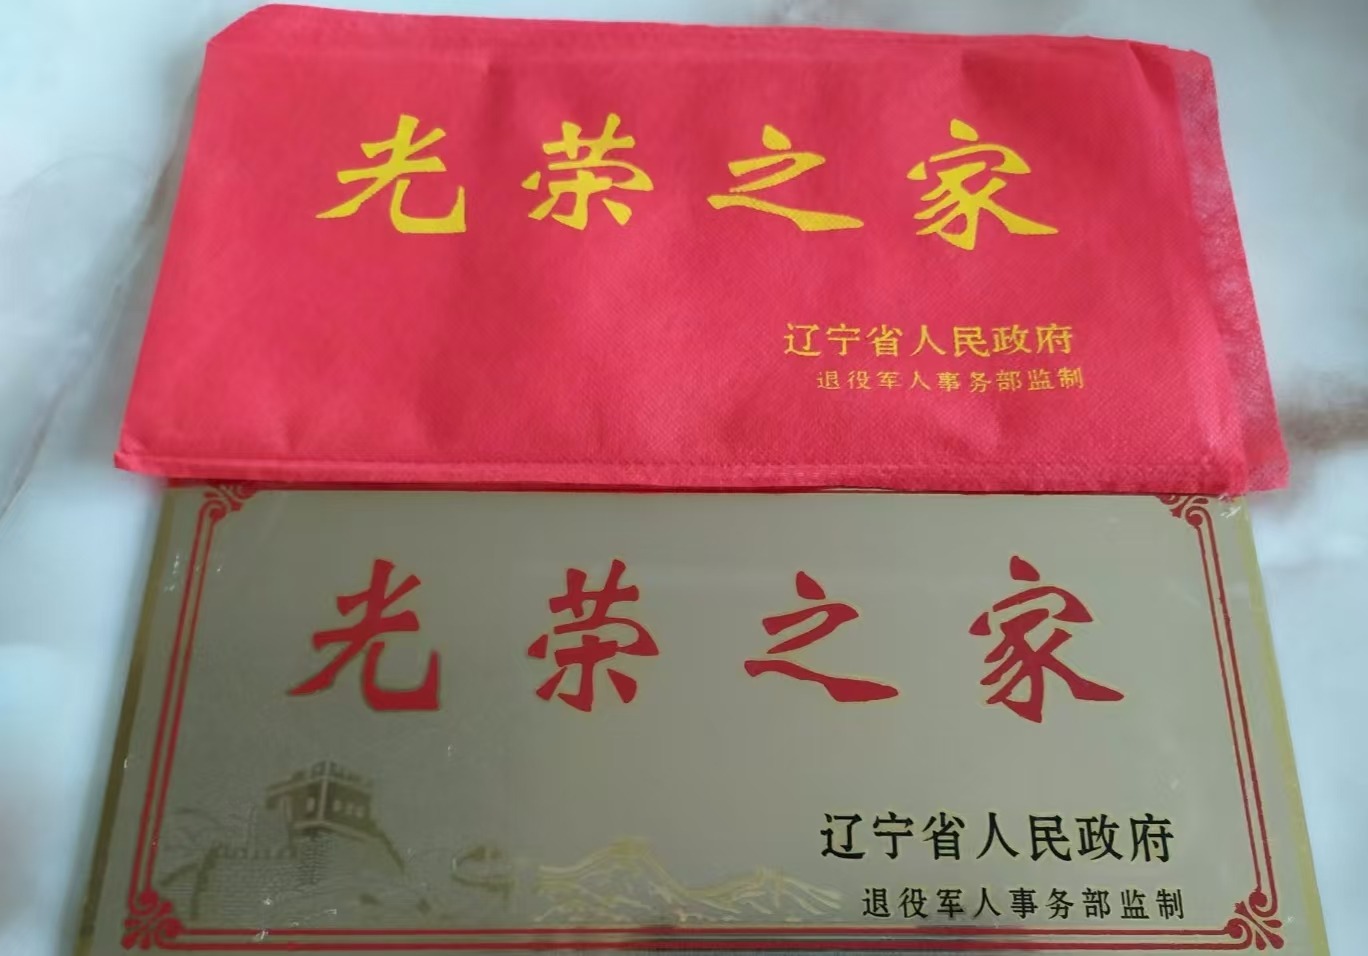 光荣之家
辽宁省人民政府
退役军人事务部监制
光荣之家
辽宁省人民政府
退役军人事务部监制